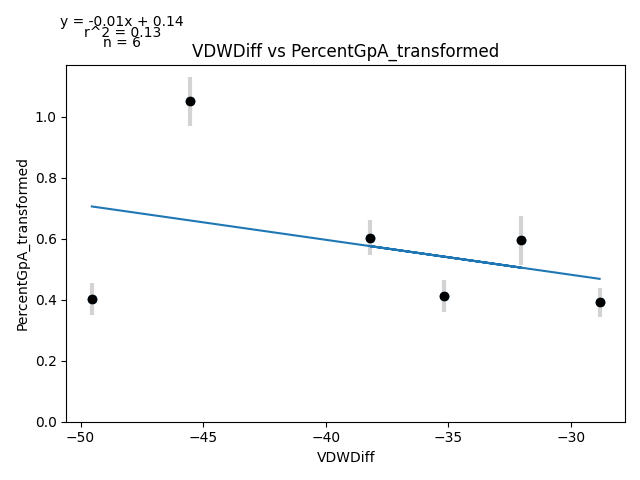 y = -0.01x + 0.14
r^2 = 0.13
n = 6
VDWDiff vs PercentGpA_transformed
PercentGpA_transformed
1.0
0.8
0.6
0.4
0.2
0.0
−50
−45
−40
−35
−30
VDWDiff